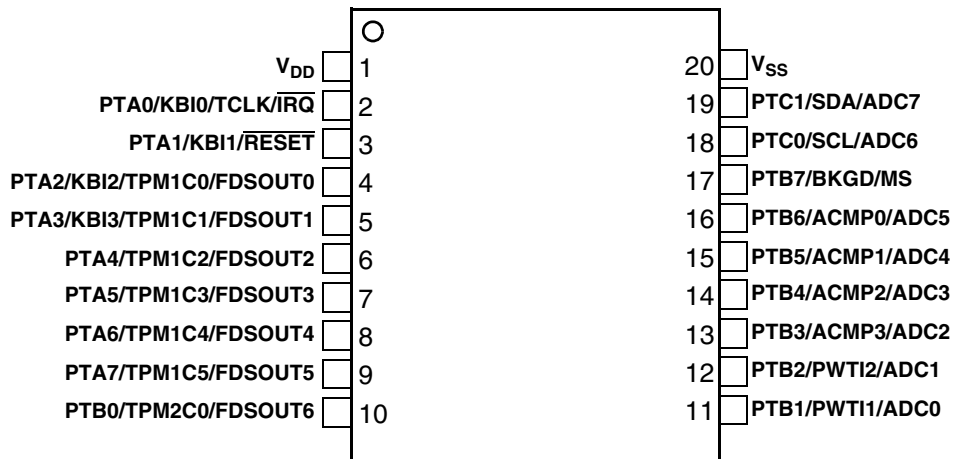 V_DD 1 20 V_SS
PTA0/KBI0/TCLK/IRQ 2 19 PTC1/SDA/ADC7
PTA1/KBI1/RESET 3 18 PTC0/SCL/ADC6
PTA2/KBI2/TPM1C0/FDSOUT0 4 17 PTB7/BKGD/MS
PTA3/KBI3/TPM1C1/FDSOUT1 5 16 PTB6/ACMP0/ADC5
PTA4/TPM1C2/FDSOUT2 6 15 PTB5/ACMP1/ADC4
PTA5/TPM1C3/FDSOUT3 7 14 PTB4/ACMP2/ADC3
PTA6/TPM1C4/FDSOUT4 8 13 PTB3/ACMP3/ADC2
PTA7/TPM1C5/FDSOUT5 9 12 PTB2/PWTI2/ADC1
PTB0/TPM2C0/FDSOUT6 10 11 PTB1/PWTI1/ADC0